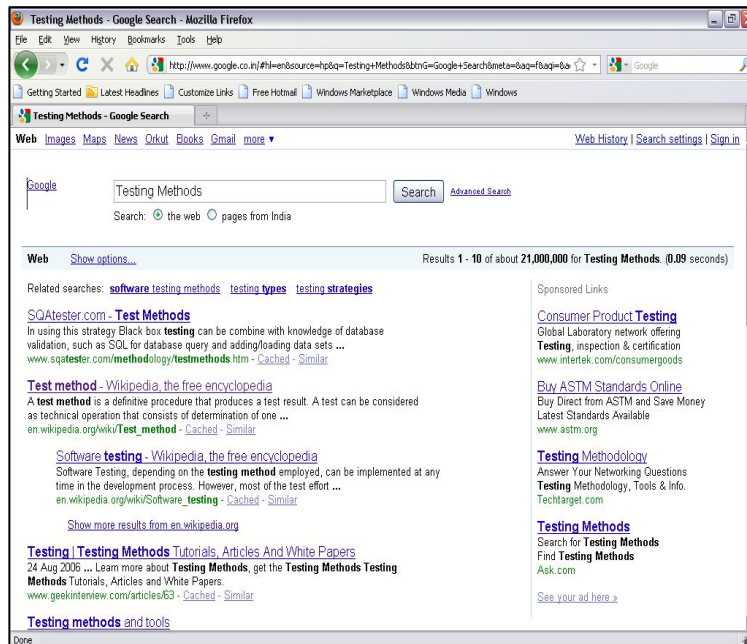 Testing Methods - Google Search - Mozilla Firefox
File Edit View History Bookmarks Tools Help
http://www.google.co.in/#hl=en&source=hp&q=Testing+Methods&btnG=Google+Search&meta=&aq=f&aqi=&a
Google
Getting Started Latest Headlines Customize Links Free Hotmail Windows Marketplace Windows Media Windows
Testing Methods - Google Search
Web Images Maps News Orkut Books Gmail more ▼
Web History | Search settings | Sign in
Google
Testing Methods
Search
Advanced Search
Search: the web pages from India
Web Show options...
Results 1 - 10 of about 21,000,000 for Testing Methods. (0.09 seconds)
Related searches: software testing methods testing types testing strategies
SQAtester.com - Test Methods
In using this strategy Black box testing can be combine with knowledge of database
validation, such as SQL for database query and adding/loading data sets ...
www.sqatester.com/methodology/testmethods.htm - Cached - Similar
Test method - Wikipedia, the free encyclopedia
A test method is a definitive procedure that produces a test result. A test can be considered
as technical operation that consists of determination of one ...
en.wikipedia.org/wiki/Test_method - Cached - Similar
Software testing - Wikipedia, the free encyclopedia
Software Testing, depending on the testing method employed, can be implemented at any
time in the development process. However, most of the test effort ...
en.wikipedia.org/wiki/Software_testing - Cached - Similar
Show more results from en.wikipedia.org
Testing | Testing Methods Tutorials, Articles And White Papers
24 Aug 2006 ... Learn more about Testing Methods, get the Testing Methods Testing
Methods Tutorials, Articles and White Papers.
www.geekinterview.com/articles/63 - Cached - Similar
Testing methods and tools
Sponsored Links
Consumer Product Testing
Global Laboratory network offering
Testing, inspection & certification
www.intertek.com/consumergoods
Buy ASTM Standards Online
Buy Direct from ASTM and Save Money
Latest Standards Available
www.astm.org
Testing Methodology
Answer Your Networking Questions
Testing Methodology, Tools & Info.
Techtarget.com
Testing Methods
Search for Testing Methods
Find Testing Methods
Ask.com
See your ad here »
Done